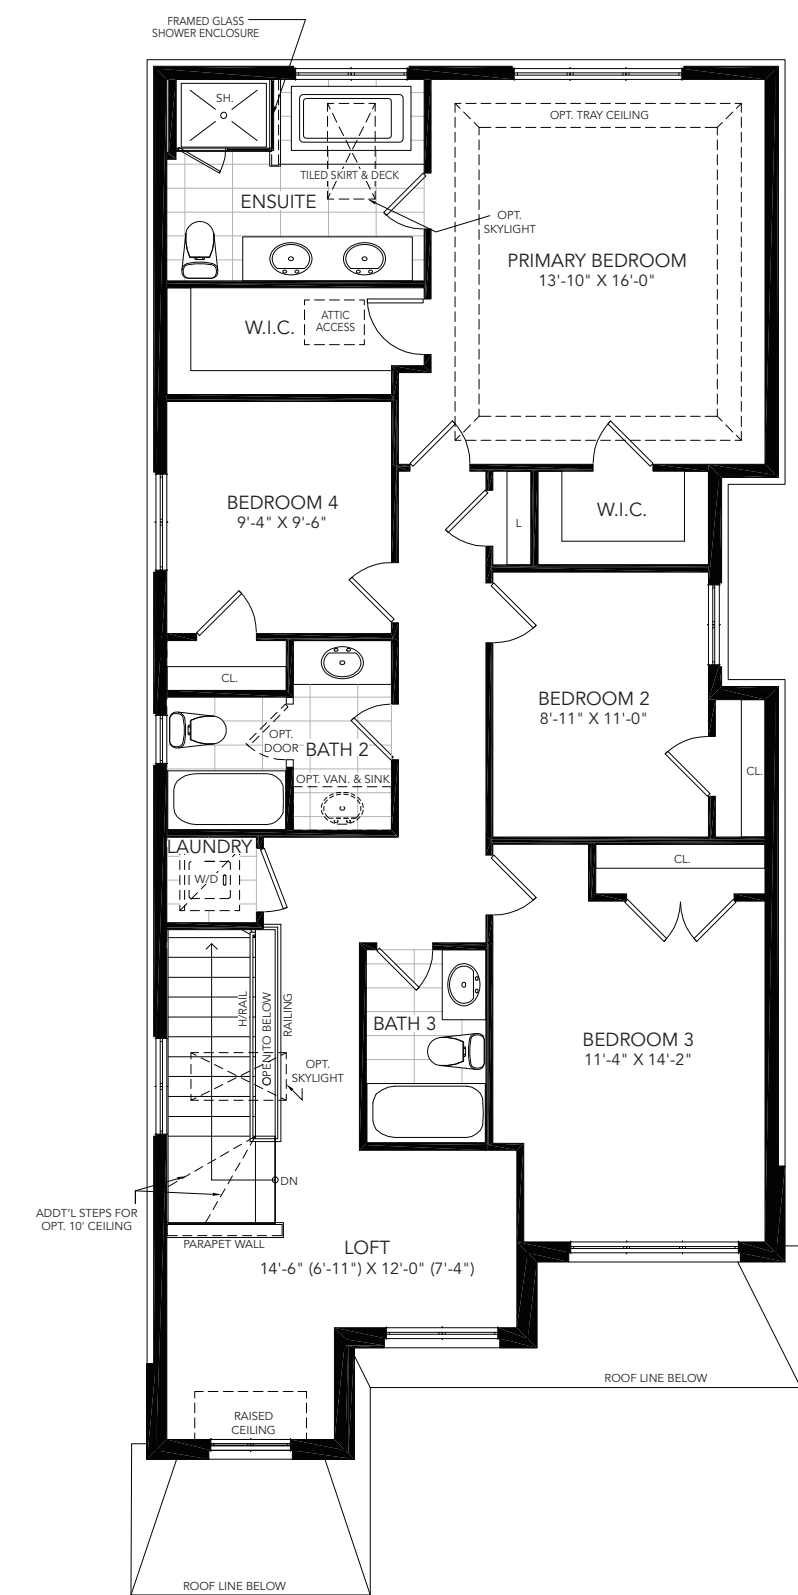 FRAMED GLASS
SHOWER ENCLOSURE
SH.
OPT. TRAY CEILING
TILED SKIRT & DECK
ENSUITE
OPT.
SKYLIGHT
PRIMARY BEDROOM
13'-10" X 16'-0"
W.I.C.
ATTIC
ACCESS
BEDROOM 4
9'-4" X 9'-6"
L
W.I.C.
CL.
BEDROOM 2
8'-11" X 11'-0"
OPT.
DOOR
BATH 2
CL.
OPT. VAN. & SINK
LAUNDRY
W/D
CL.
H/RAIL
OPEN TO BELOW
RAILING
BATH 3
BEDROOM 3
11'-4" X 14'-2"
OPT.
SKYLIGHT
DN
ADDT'L STEPS FOR
OPT. 10' CEILING
PARAPET WALL
LOFT
14'-6" (6'-11") X 12'-0" (7'-4")
ROOF LINE BELOW
RAISED
CEILING
ROOF LINE BELOW